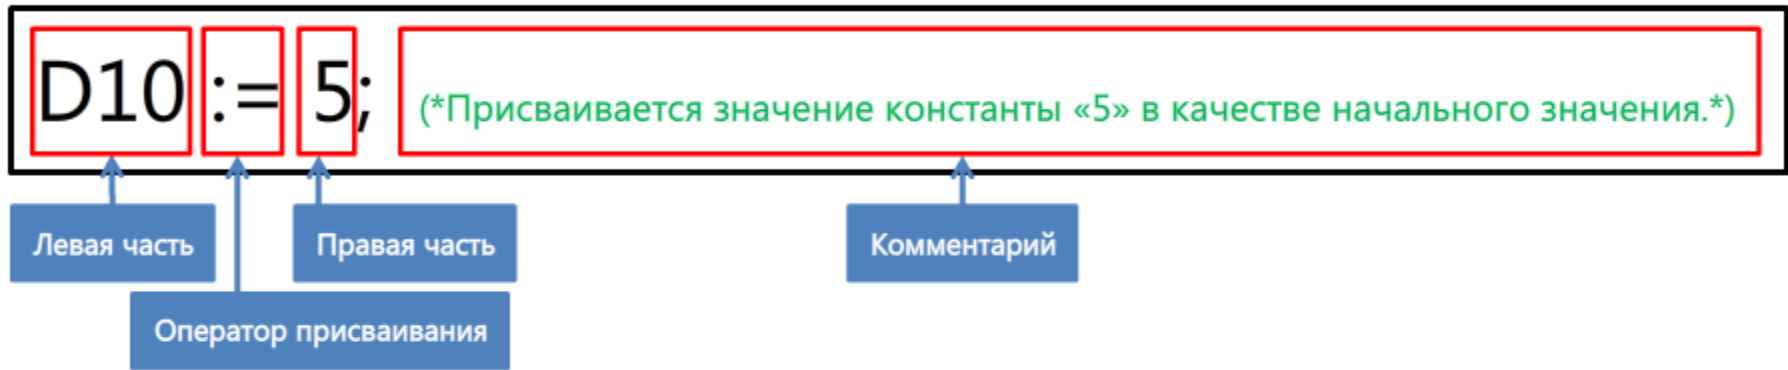 D10 := 5; (*Присваивается значение константы «5» в качестве начального значения.*)
Левая часть
Правая часть
Комментарий
Оператор присваивания